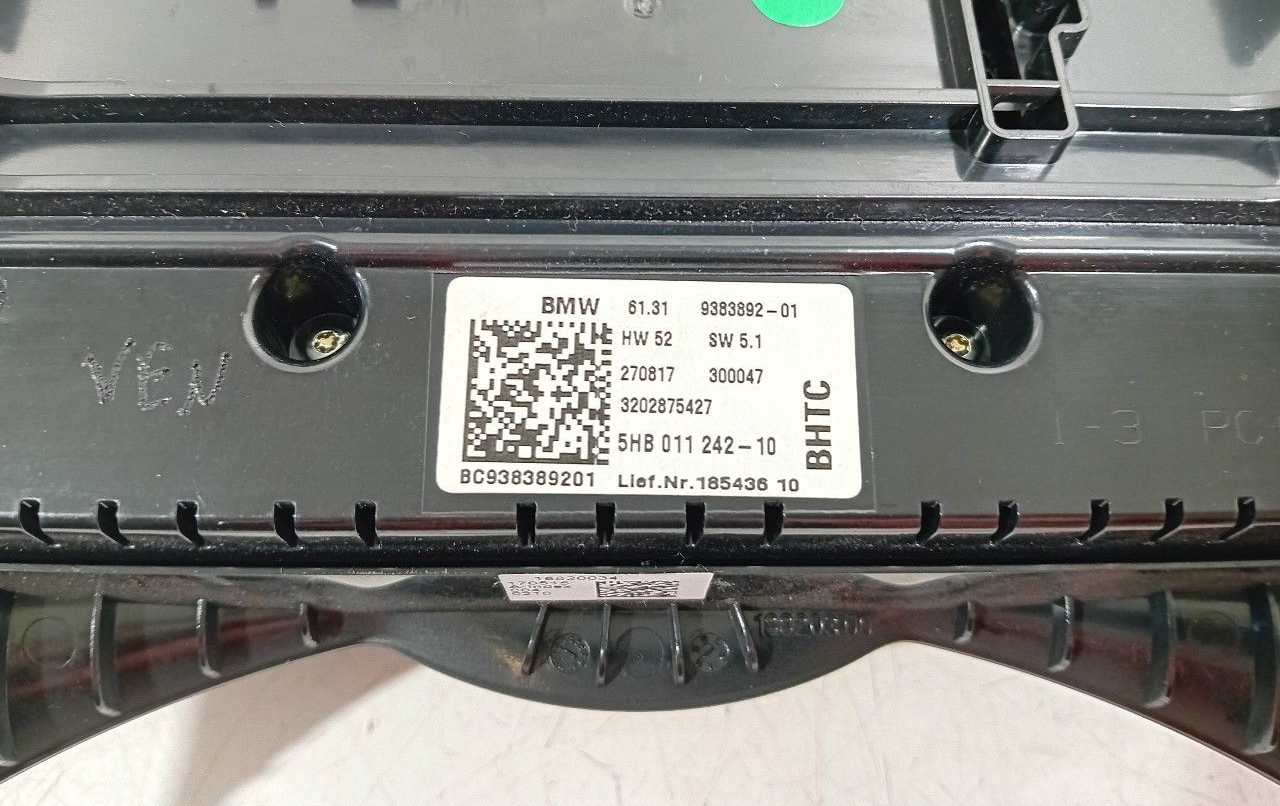 BMW 61.31 9383892-01
HW 52 SW 5.1
270817 300047
3202875427
5HB 011 242-10
BC938389201 Lief.Nr.185436 10
BHTC
VEN
1-3 PC